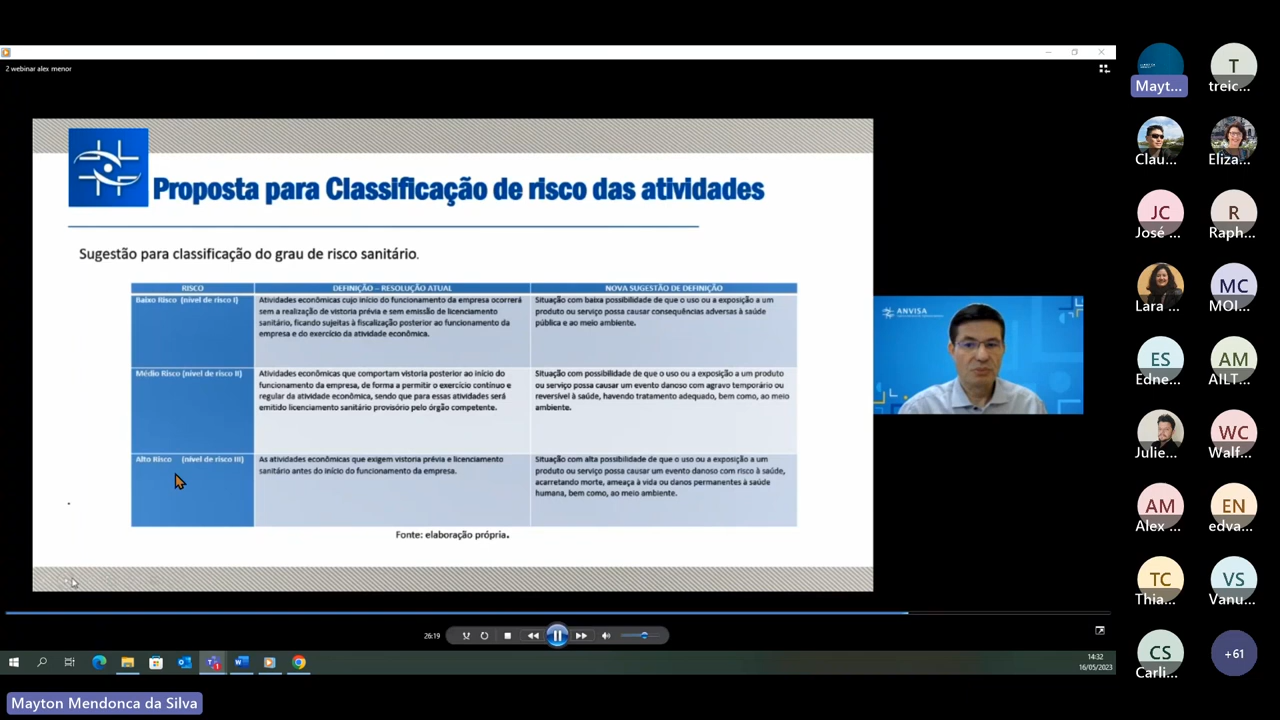 2 webinar alex menor
Proposta para Classificação de risco das atividades
Sugestão para classificação do grau de risco sanitário.
RISCO
DEFINIÇÃO – RESOLUÇÃO ATUAL
NOVA SUGESTÃO DE DEFINIÇÃO
Baixo Risco (nível de risco I)
Atividades econômicas cujo início do funcionamento da empresa ocorrerá
sem a realização de vistoria prévia e sem emissão de licenciamento
sanitário, ficando sujeitas à fiscalização posterior ao funcionamento da
empresa e do exercício da atividade econômica.
Situação com baixa possibilidade de que o uso ou a exposição a um
produto ou serviço possa causar consequências adversas à saúde
pública e ao meio ambiente.
Médio Risco (nível de risco II)
Atividades econômicas que comportam vistoria posterior ao início do
funcionamento da empresa, de forma a permitir o exercício contínuo e
regular da atividade econômica, sendo que para essas atividades será
emitido licenciamento sanitário provisório pelo órgão competente.
Situação com possibilidade de que o uso ou a exposição a um produto
ou serviço possa causar um evento danoso com agravo temporário ou
reversível à saúde, havendo tratamento adequado, bem como, ao meio
ambiente.
Alto Risco (nível de risco III)
As atividades econômicas que exigem vistoria prévia e licenciamento
sanitário antes do início do funcionamento da empresa.
Situação com alta possibilidade de que o uso ou a exposição a um
produto ou serviço possa causar um evento danoso com risco à saúde,
acarretando morte, ameaça à vida ou danos permanentes à saúde
humana, bem como, ao meio ambiente.
Fonte: elaboração própria.
ANVISA
26:19
14:32
16/05/2023
Mayton Mendonca da Silva
Mayt...
T
treic...
Clau...
Eliza...
JC
José ...
R
Raph...
Lara ...
MC
MOI...
ES
Edne...
AM
AILT...
Julie...
WC
Walf...
AM
Alex ...
EN
edva...
TC
Thia...
VS
Vanu...
CS
Carli...
+61